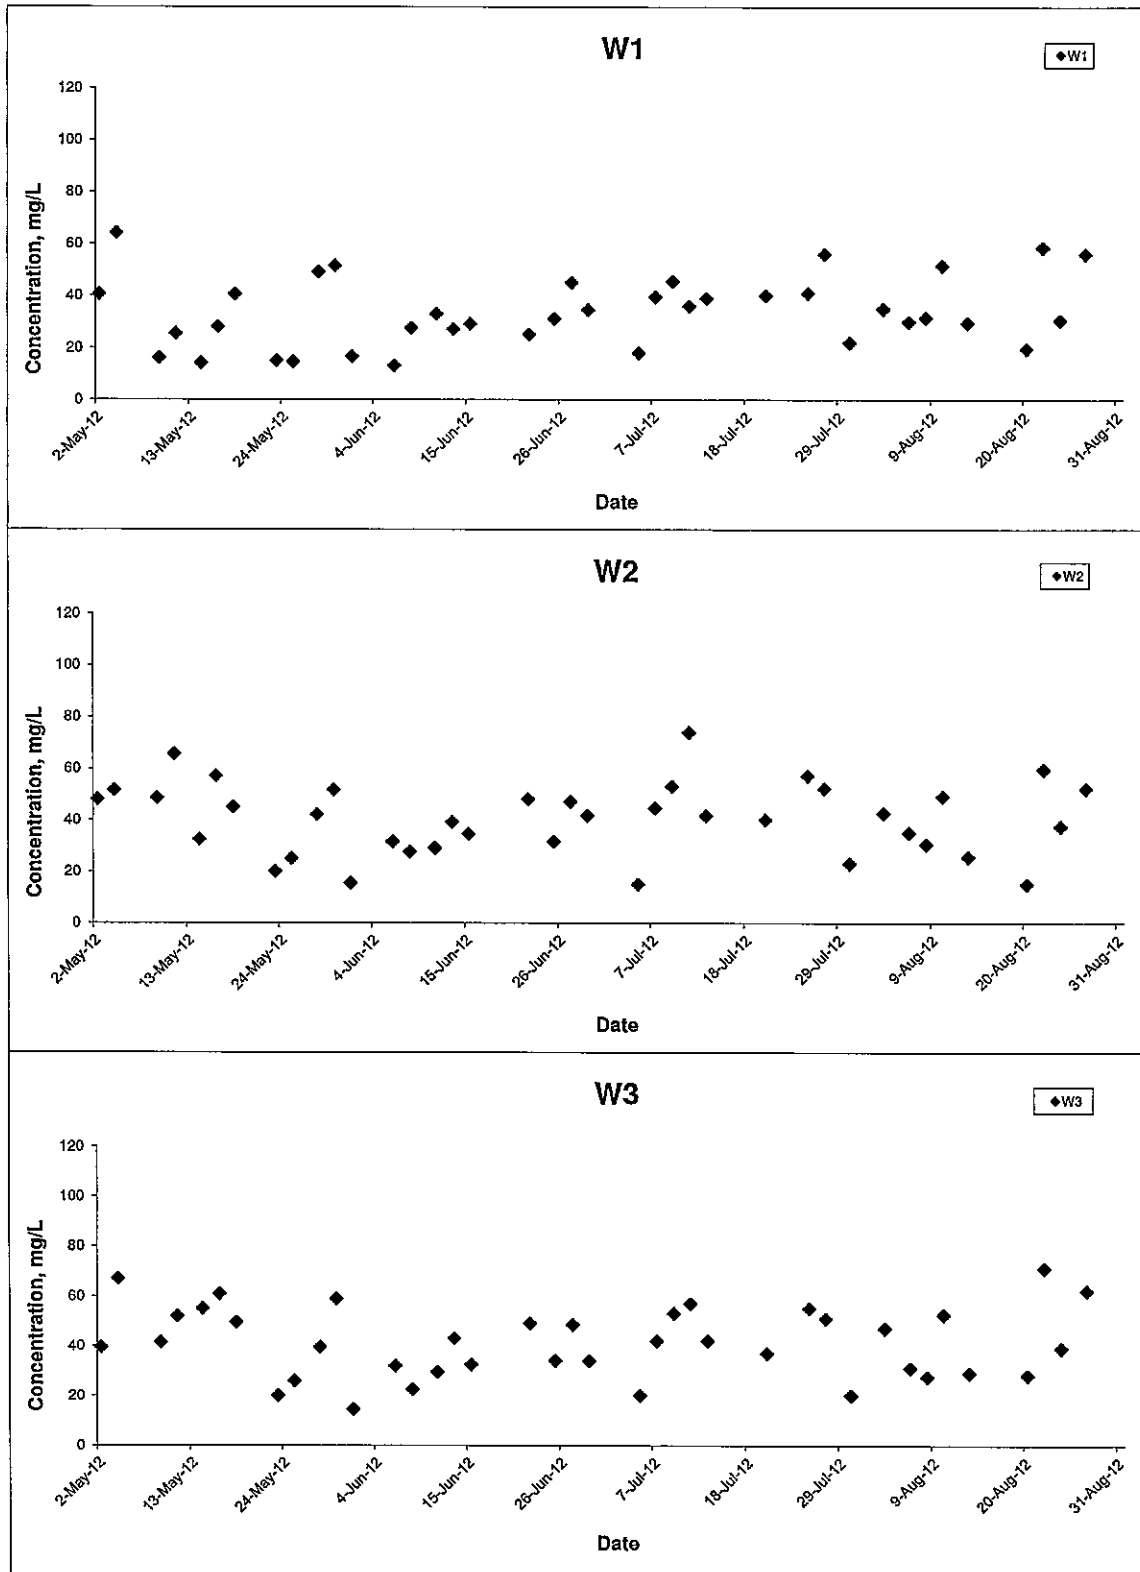 W1
W1
120
100
80
60
40
20
0
Concentration, mg/L
2-May-12
13-May-12
24-May-12
4-Jun-12
15-Jun-12
26-Jun-12
7-Jul-12
18-Jul-12
29-Jul-12
9-Aug-12
20-Aug-12
31-Aug-12
Date
W2
W2
120
100
80
60
40
20
0
Concentration, mg/L
2-May-12
13-May-12
24-May-12
4-Jun-12
15-Jun-12
26-Jun-12
7-Jul-12
18-Jul-12
29-Jul-12
9-Aug-12
20-Aug-12
31-Aug-12
Date
W3
W3
120
100
80
60
40
20
0
Concentration, mg/L
2-May-12
13-May-12
24-May-12
4-Jun-12
15-Jun-12
26-Jun-12
7-Jul-12
18-Jul-12
29-Jul-12
9-Aug-12
20-Aug-12
31-Aug-12
Date